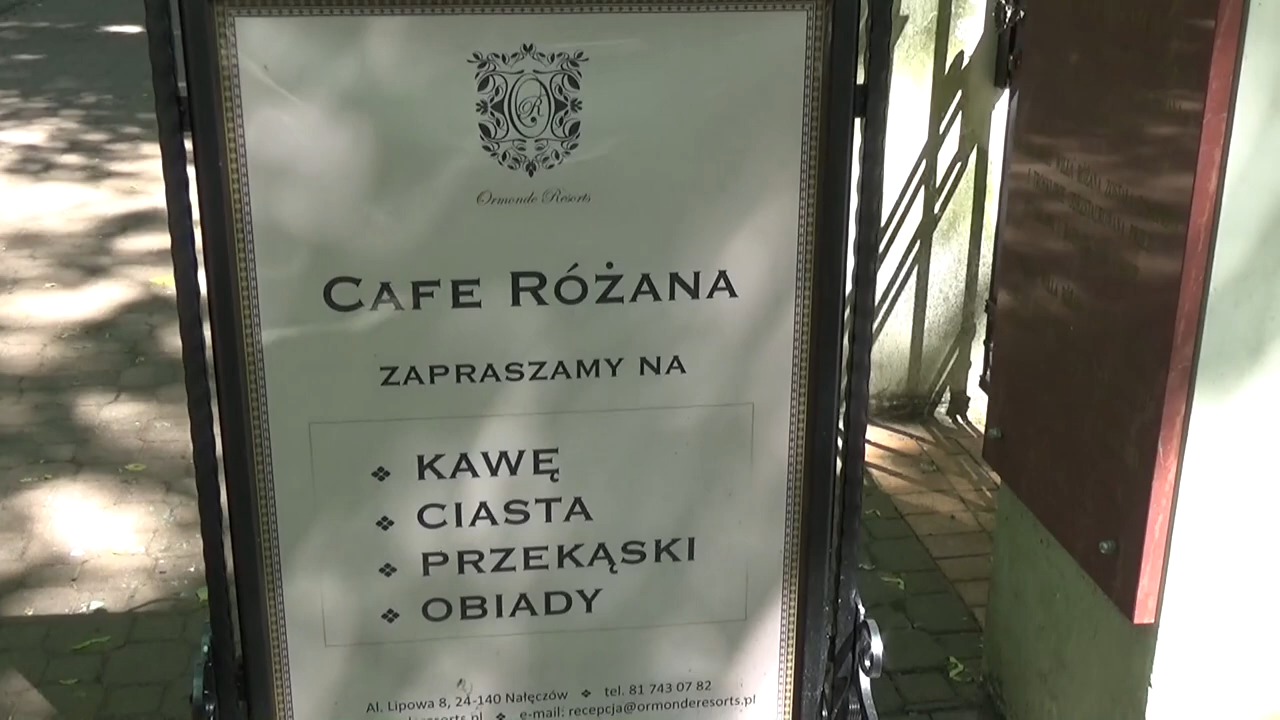 R
Ormonde Resorts
CAFE RÓŻANA
ZAPRASZAMY NA
❖ KAWĘ
❖ CIASTA
❖ PRZEKĄSKI
❖ OBIADY
Al. Lipowa 8, 24-140 Nałęczów ❖ tel. 81 743 07 82
❖ e-mail: recepcja@ormonderesorts.pl